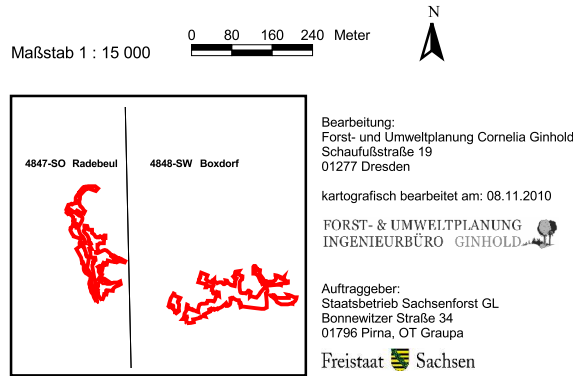 N
Maßstab 1 : 15 000
0 80 160 240 Meter
4847-SO Radebeul
4848-SW Boxdorf
Bearbeitung:
Forst- und Umweltplanung Cornelia Ginhold
Schaufußstraße 19
01277 Dresden
kartografisch bearbeitet am: 08.11.2010
FORST- & UMWELTPLANUNG
INGENIEURBÜRO GINHOLD
Auftraggeber:
Staatsbetrieb Sachsenforst GL
Bonnewitzer Straße 34
01796 Pirna, OT Graupa
Freistaat Sachsen